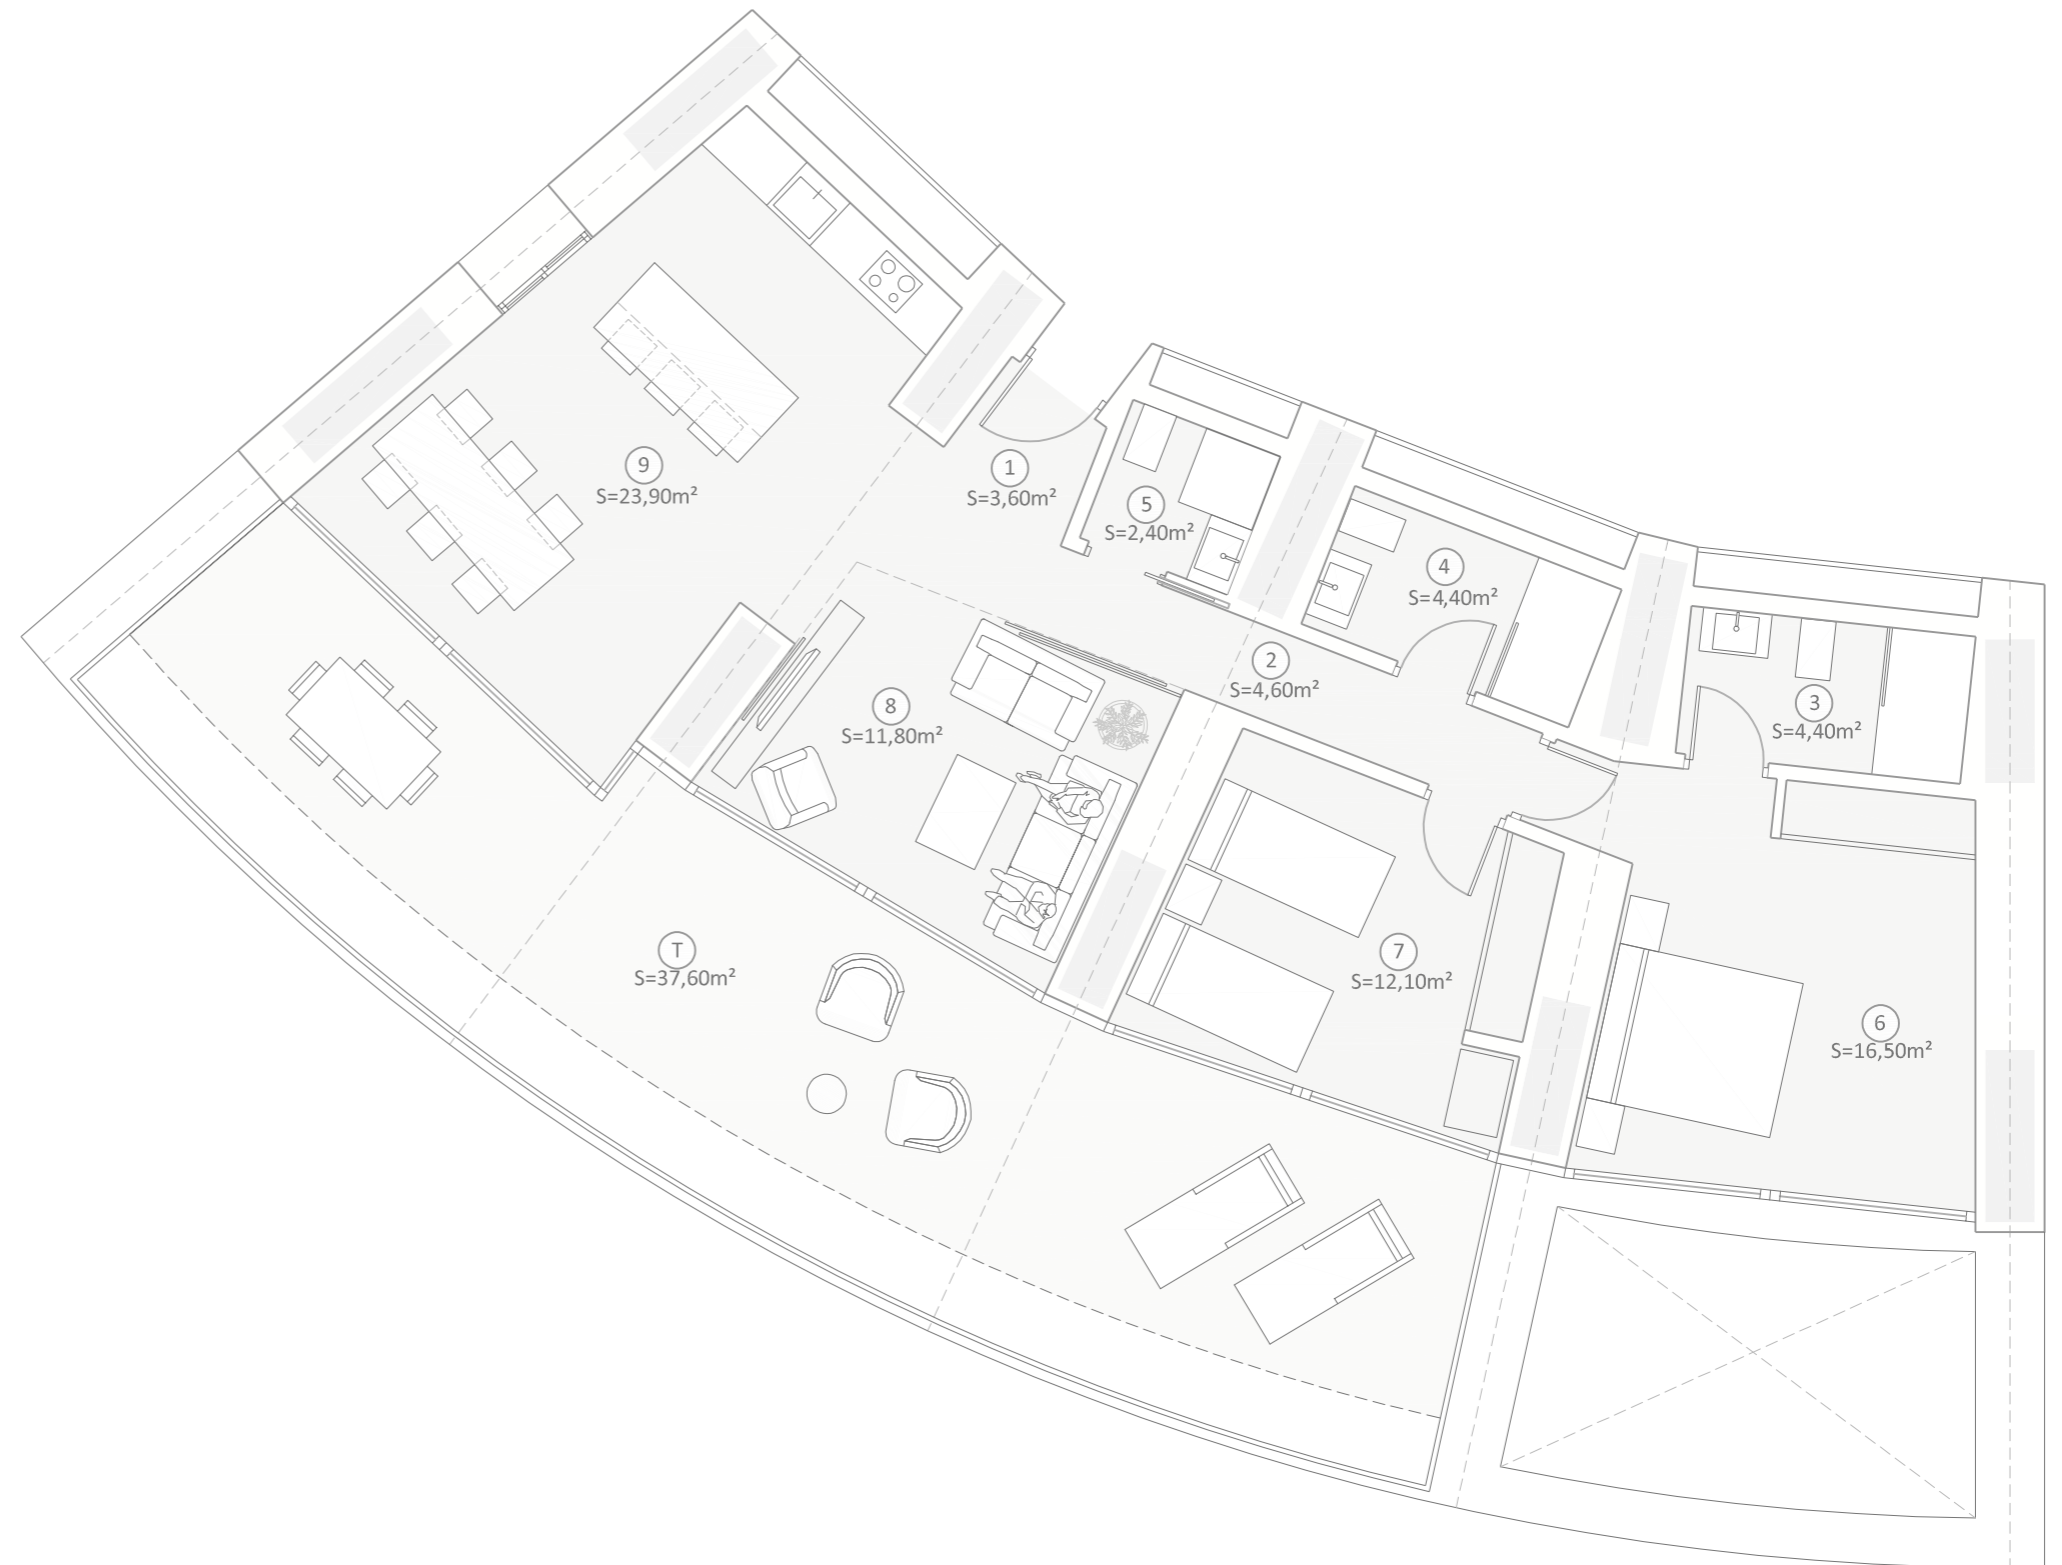 9
S=23,90m²
1
S=3,60m²
5
S=2,40m²
4
S=4,40m²
2
S=4,60m²
3
S=4,40m²
8
S=11,80m²
T
S=37,60m²
7
S=12,10m²
6
S=16,50m²